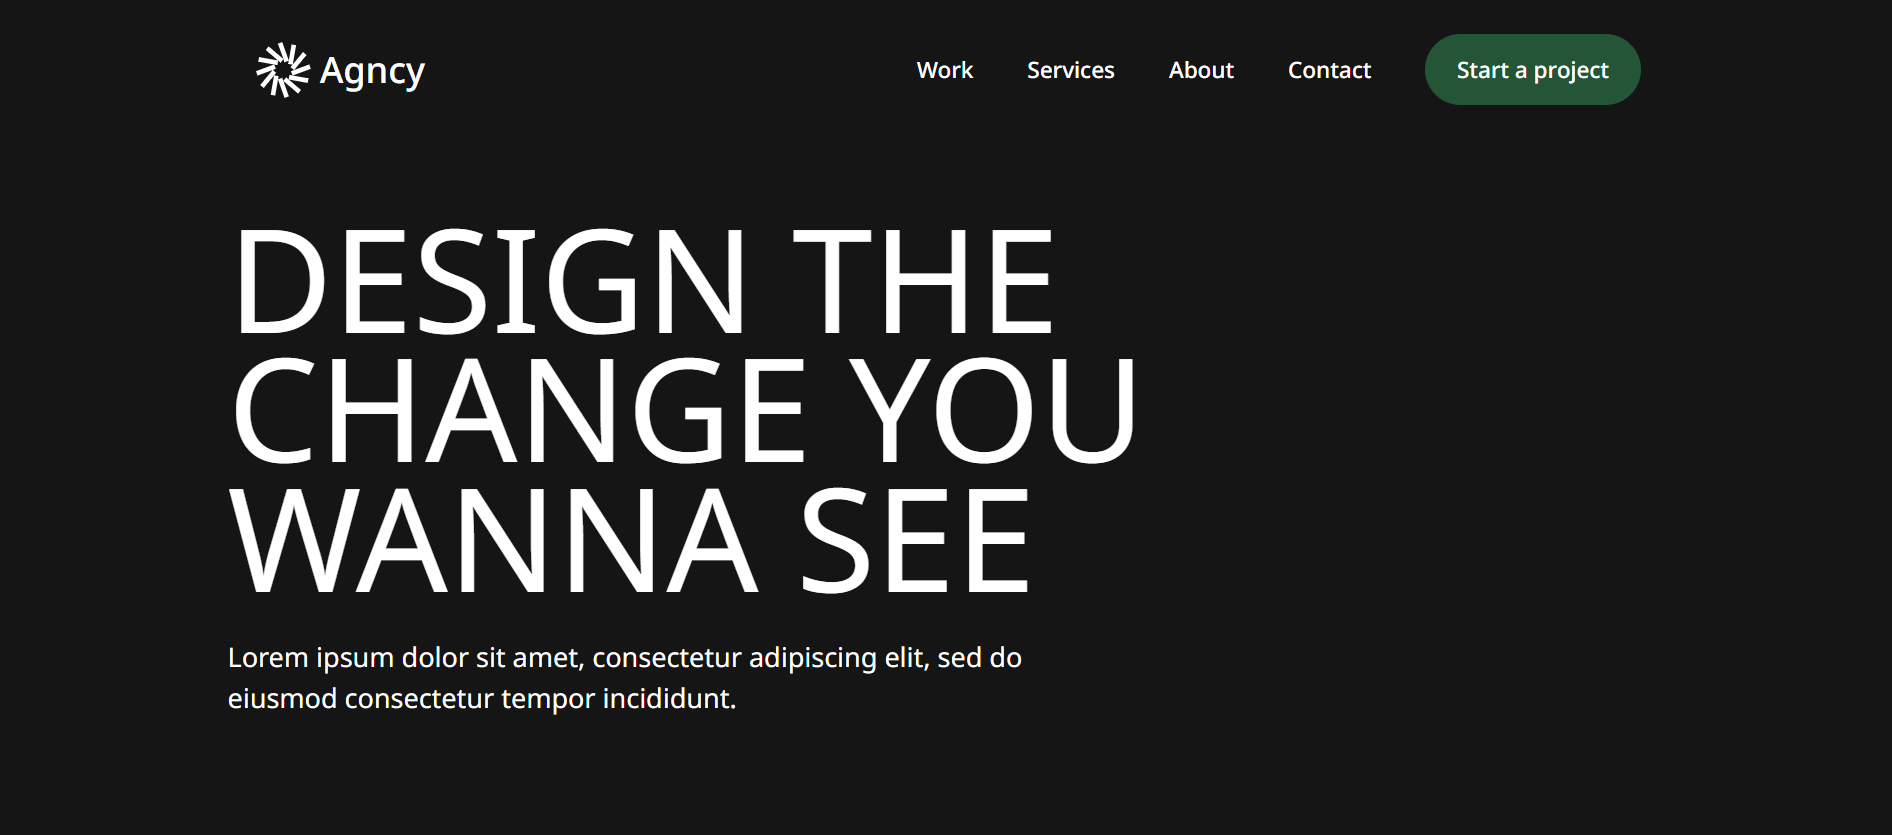 Agncy
Work Services About Contact Start a project
DESIGN THE
CHANGE YOU
WANNA SEE
Lorem ipsum dolor sit amet, consectetur adipiscing elit, sed do
eiusmod consectetur tempor incididunt.